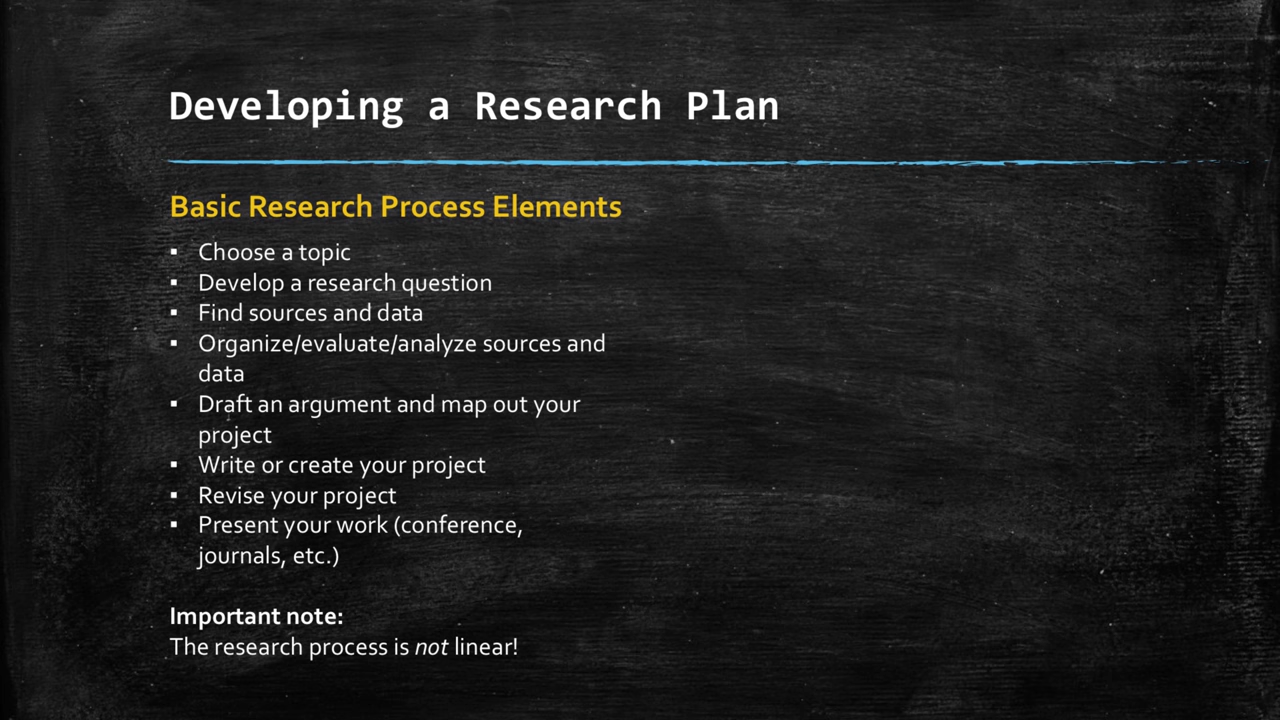 Developing a Research Plan
Basic Research Process Elements
▪ Choose a topic
▪ Develop a research question
▪ Find sources and data
▪ Organize/evaluate/analyze sources and
data
▪ Draft an argument and map out your
project
▪ Write or create your project
▪ Revise your project
▪ Present your work (conference,
journals, etc.)
Important note:
The research process is not linear!